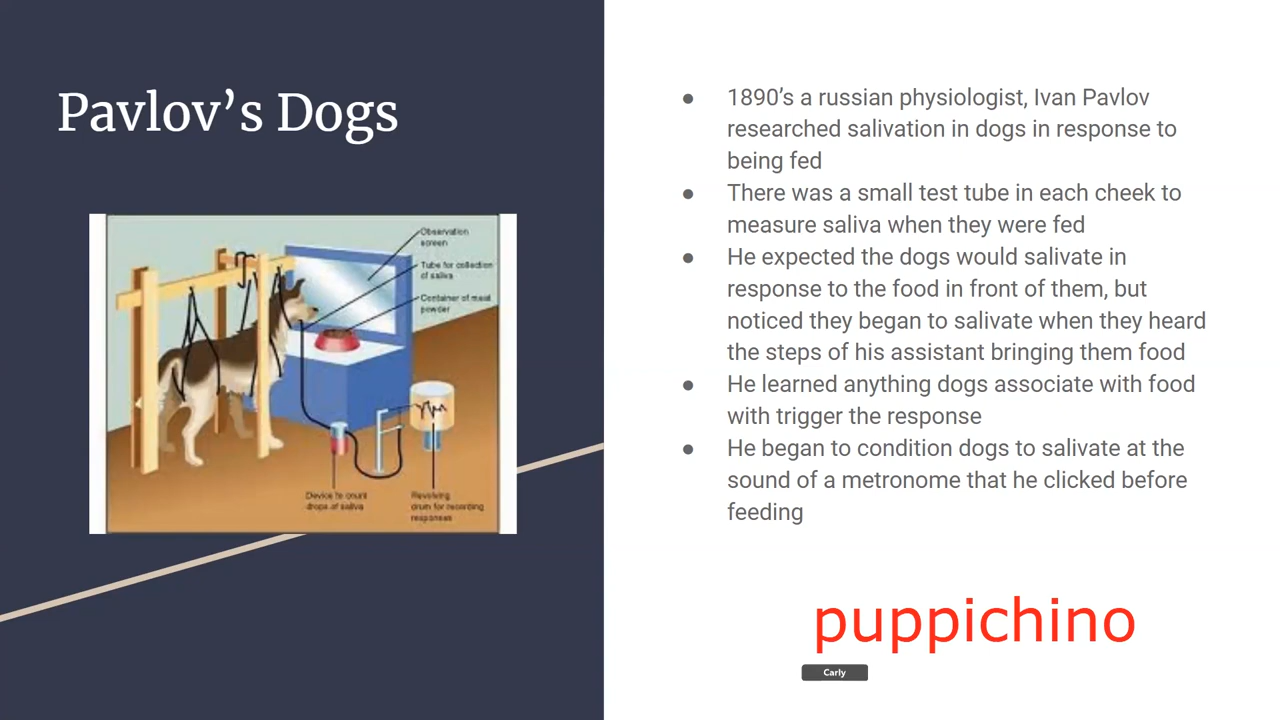 Pavlov's Dogs
Observation
screen
Tube for collection
of saliva
Container of meat
powder
Device to count
drops of saliva
Revolving
drum for recording
responses
● 1890's a russian physiologist, Ivan Pavlov
researched salivation in dogs in response to
being fed
● There was a small test tube in each cheek to
measure saliva when they were fed
● He expected the dogs would salivate in
response to the food in front of them, but
noticed they began to salivate when they heard
the steps of his assistant bringing them food
● He learned anything dogs associate with food
with trigger the response
● He began to condition dogs to salivate at the
sound of a metronome that he clicked before
feeding
puppichino
Carly